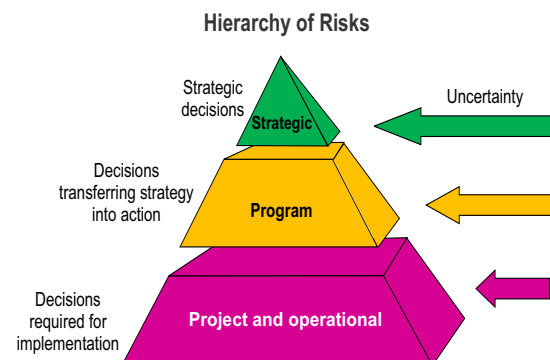 Hierarchy of Risks
Strategic
decisions
Strategic
Uncertainty
Decisions
transferring strategy
into action
Program
Decisions
required for
implementation
Project and operational